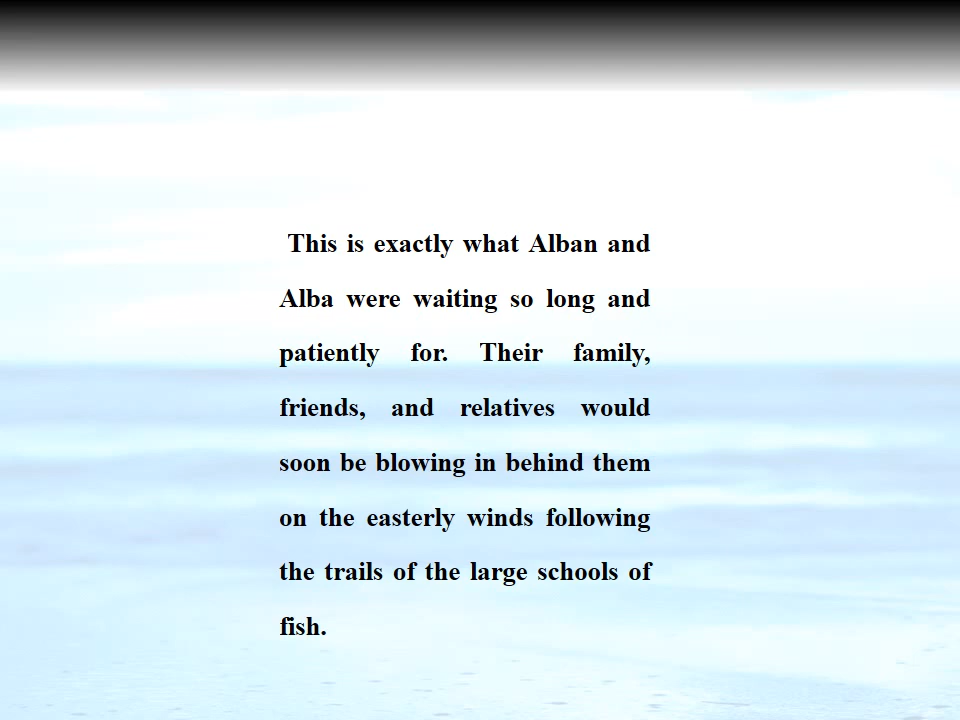 This is exactly what Alban and
Alba were waiting so long and
patiently for. Their family,
friends, and relatives would
soon be blowing in behind them
on the easterly winds following
the trails of the large schools of
fish.